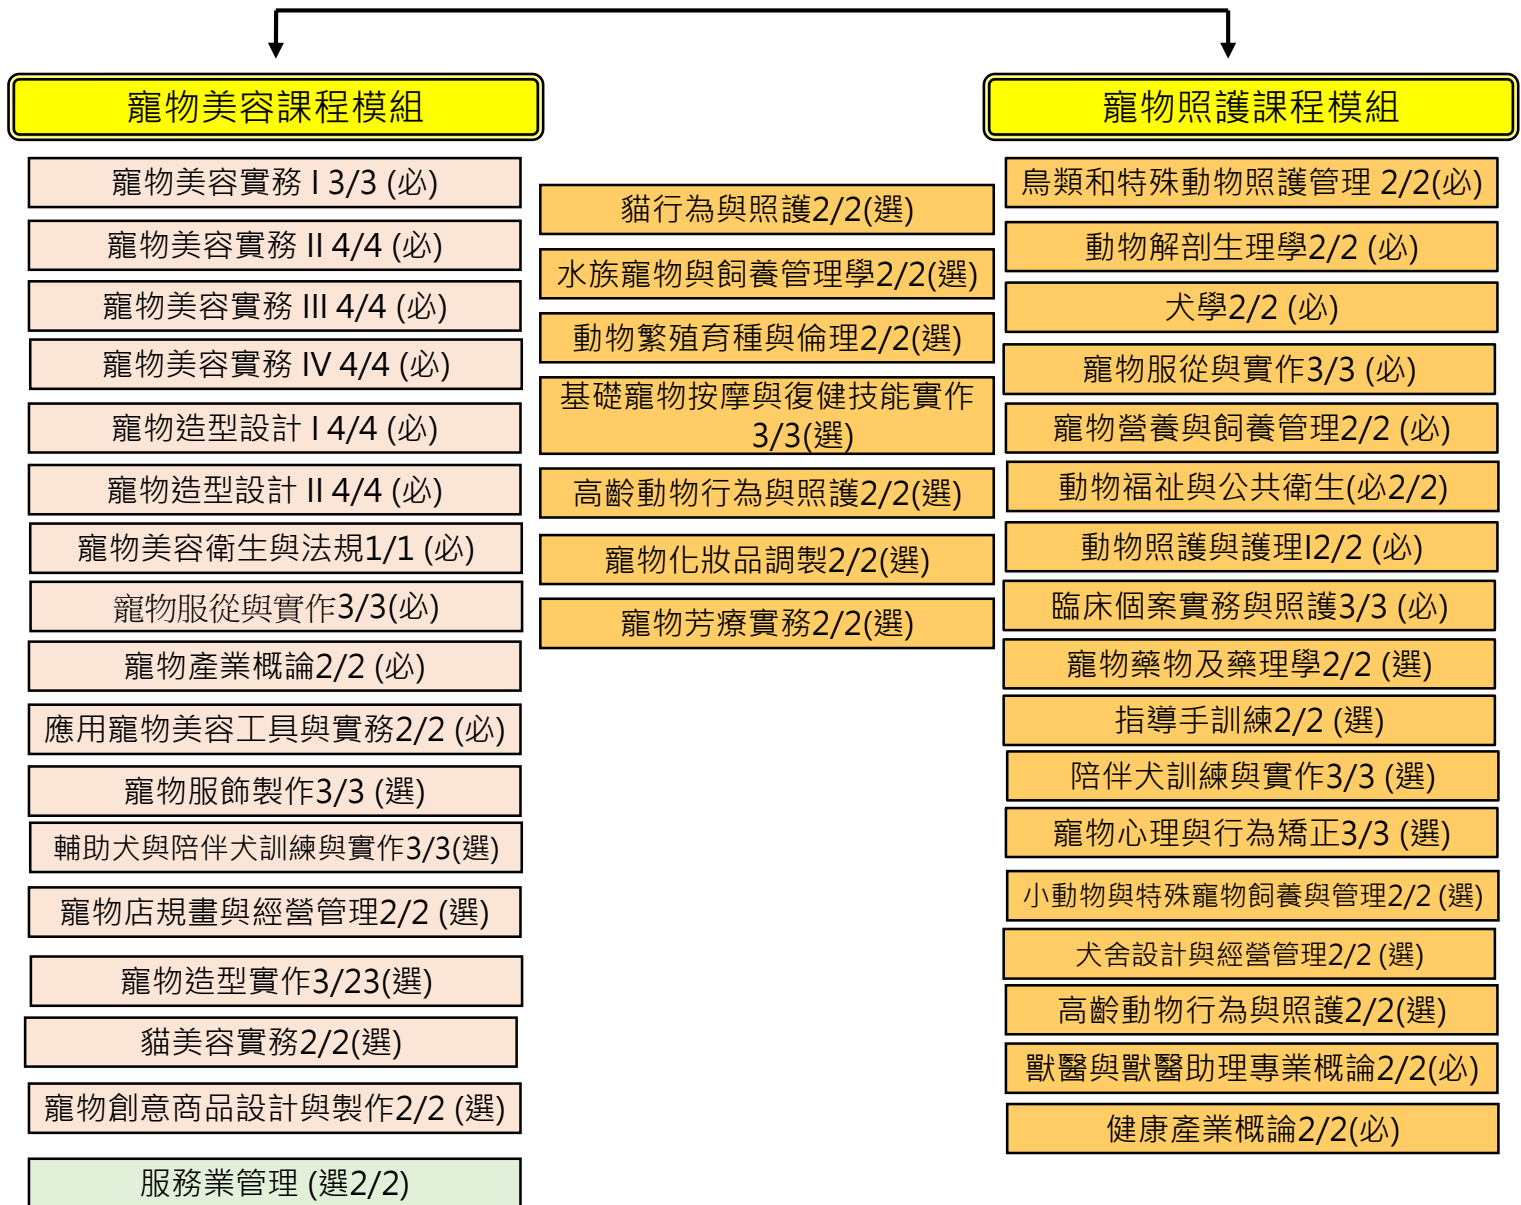 寵物美容課程模組
寵物美容實務 I 3/3 (必)
寵物美容實務 II 4/4 (必)
寵物美容實務 III 4/4 (必)
寵物美容實務 IV 4/4 (必)
寵物造型設計 I 4/4 (必)
寵物造型設計 II 4/4 (必)
寵物美容衛生與法規1/1 (必)
寵物服從與實作3/3(必)
寵物產業概論2/2 (必)
應用寵物美容工具與實務2/2 (必)
寵物服飾製作3/3 (選)
輔助犬與陪伴犬訓練與實作3/3(選)
寵物店規畫與經營管理2/2 (選)
寵物造型實作3/23(選)
貓美容實務2/2(選)
寵物創意商品設計與製作2/2 (選)
服務業管理 (選2/2)
貓行為與照護2/2(選)
水族寵物與飼養管理學2/2(選)
動物繁殖育種與倫理2/2(選)
基礎寵物按摩與復健技能實作
3/3(選)
高齡動物行為與照護2/2(選)
寵物化妝品調製2/2(選)
寵物芳療實務2/2(選)
寵物照護課程模組
鳥類和特殊動物照護管理 2/2(必)
動物解剖生理學2/2 (必)
犬學2/2 (必)
寵物服從與實作3/3 (必)
寵物營養與飼養管理2/2 (必)
動物福祉與公共衛生(必2/2)
動物照護與護理I2/2 (必)
臨床個案實務與照護3/3 (必)
寵物藥物及藥理學2/2 (選)
指導手訓練2/2 (選)
陪伴犬訓練與實作3/3 (選)
寵物心理與行為矯正3/3 (選)
小動物與特殊寵物飼養與管理2/2 (選)
犬舍設計與經營管理2/2 (選)
高齡動物行為與照護2/2(選)
獸醫與獸醫助理專業概論2/2(必)
健康產業概論2/2(必)